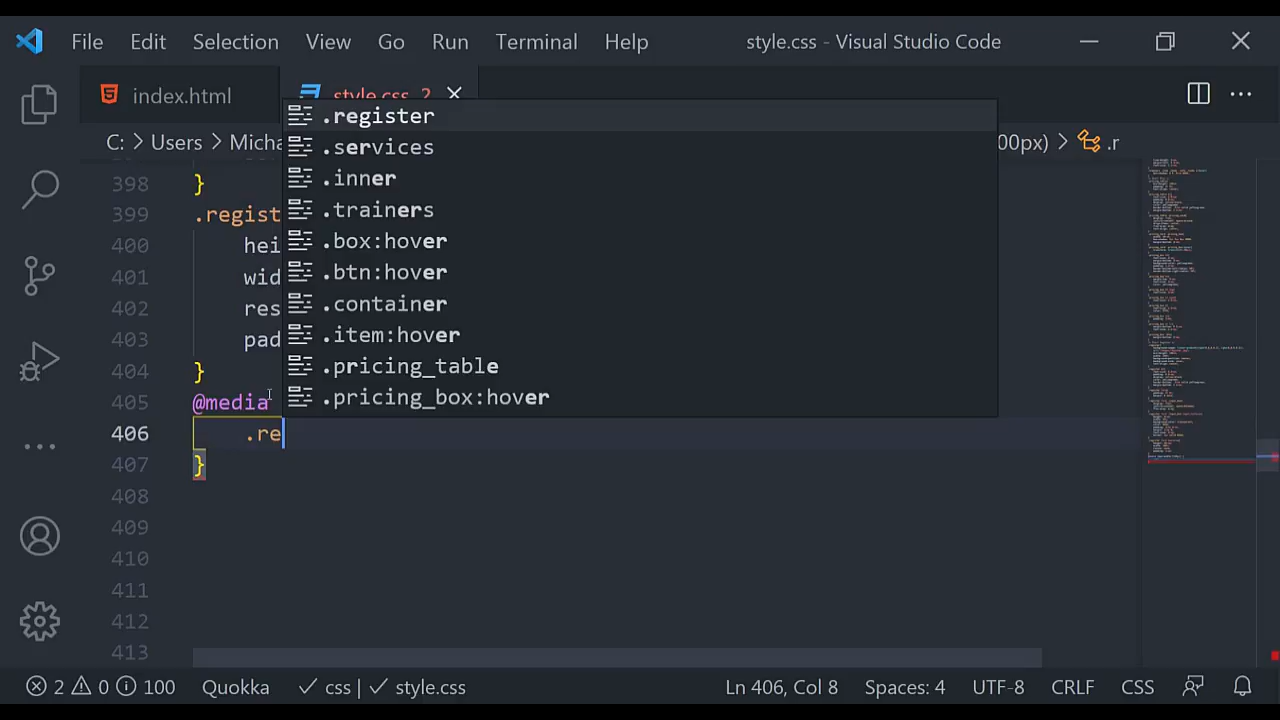 File Edit Selection View Go Run Terminal Help style.css - Visual Studio Code
index.html style.css 2
C: > Users > Micha 00px) > .r
398 }
399 .regist
400 hei
401 wid
402 res
403 pad
404 }
405 @media
406 .re
407 }
408
409
410
411
412
413
.register
.services
.inner
.trainers
.box:hover
.btn:hover
.container
.item:hover
.pricing_table
.pricing_box:hover
2 0 100 Quokka css | style.css Ln 406, Col 8 Spaces: 4 UTF-8 CRLF CSS